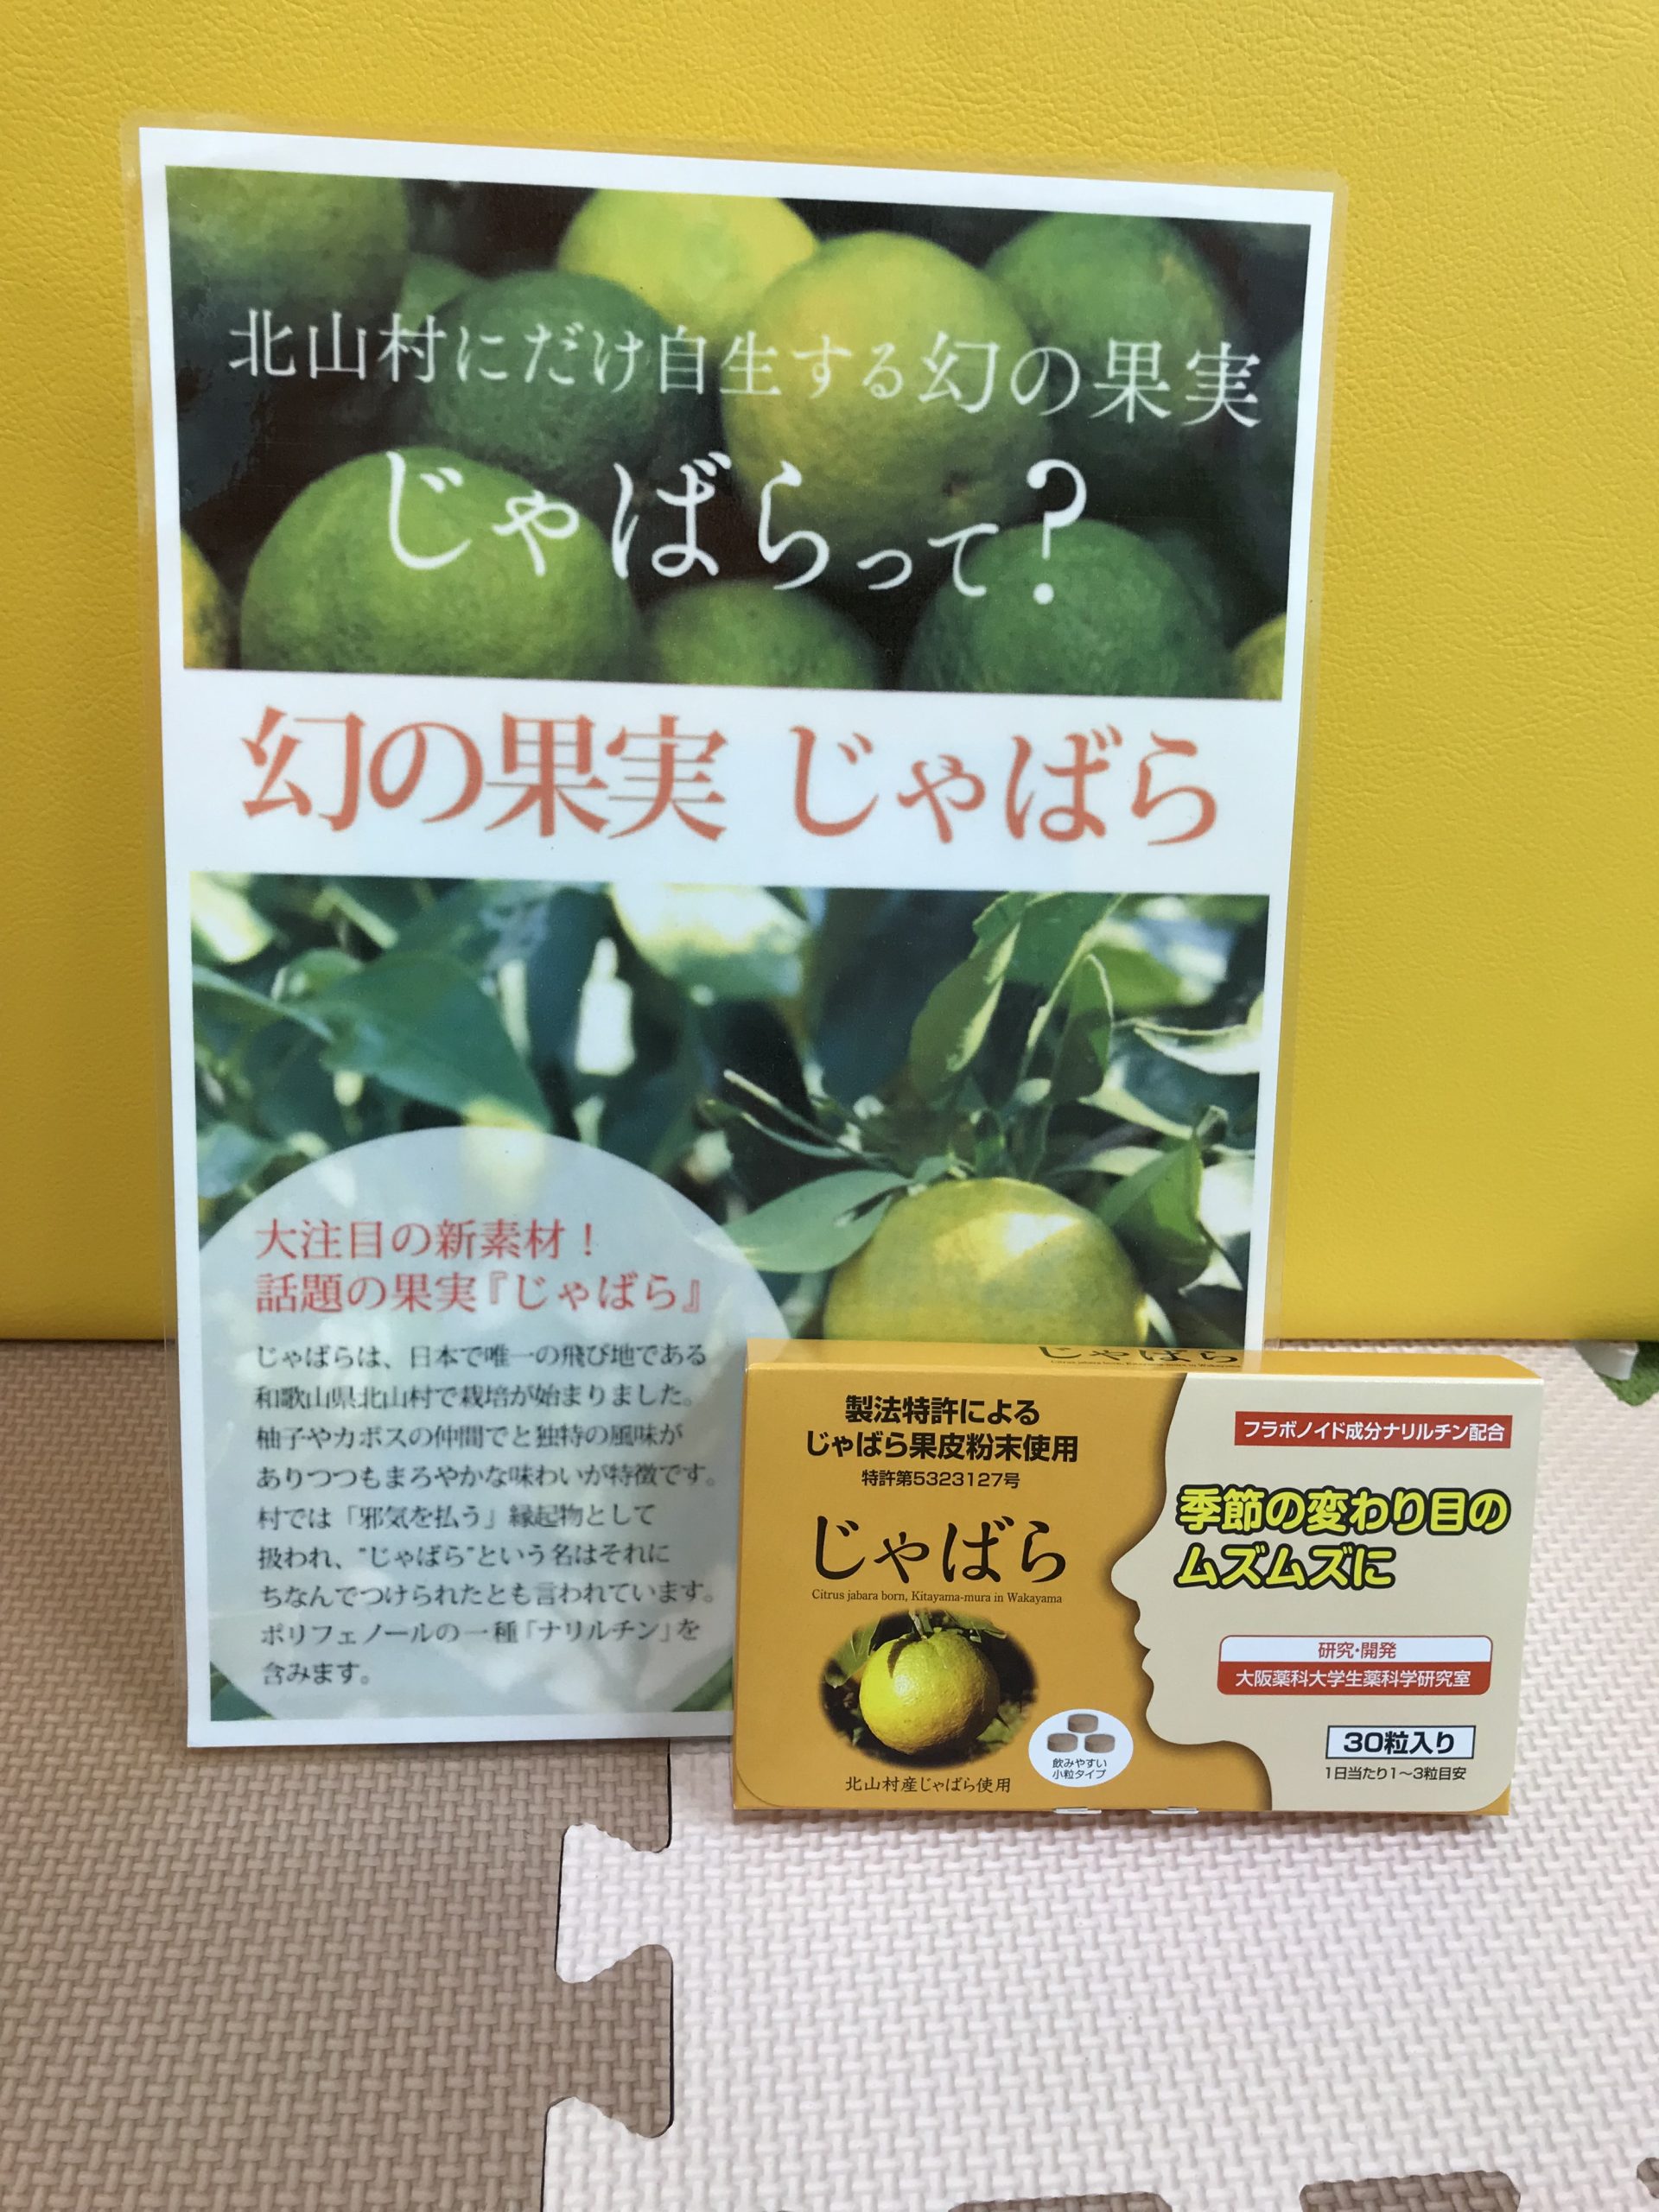 北山村にだけ自生する幻の果実
じゃばらって?
幻の果実 じゃばら
大注目の新素材！
話題の果実『じゃばら』
じゃばらは、日本で唯一の飛び地である
和歌山県北山村で栽培が始まりました。
柚子やカボスの仲間でと独特の風味が
ありつつもまろやかな味わいが特徴です。
村では「邪気を払う」縁起物として
扱われ、"じゃばら"という名はそれに
ちなんでつけられたとも言われています。
ポリフェノールの一種「ナリルチン」を
含みます。
じゃばら
Citrus jabara born, Kitayama-mura in Wakayama
製法特許による
じゃばら果皮粉末使用
特許第5323127号
じゃばら
Citrus jabara born, Kitayama-mura in Wakayama
北山村産じゃばら使用
飲みやすい
小粒タイプ
フラボノイド成分ナリルチン配合
季節の変わり目の
ムズムズに
研究・開発
大阪薬科大学生薬科学研究室
30粒入り
1日当たり1～3粒目安